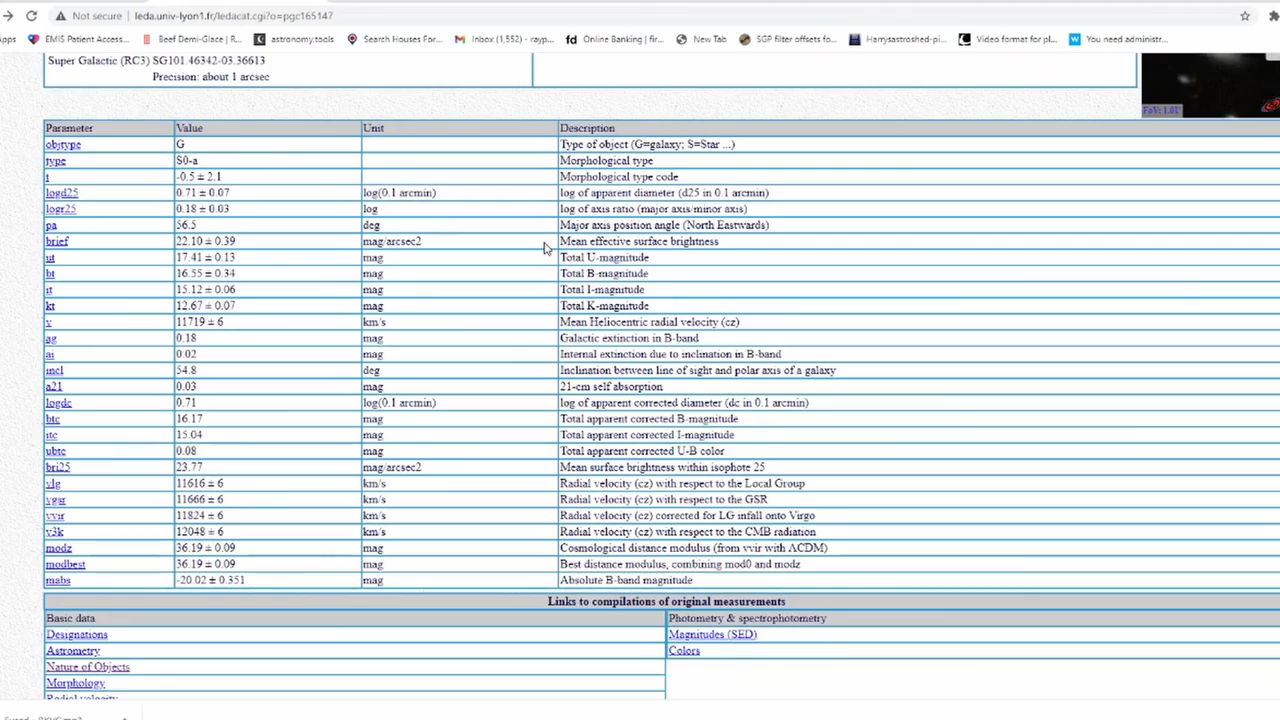 Not secure leda.univ-lyon1.fr/ledacat.cgi?o=pgc165147
Apps EMIS Patient Access... Beef Demi-Glace | R... astronomy.tools Search Houses For... Inbox (1,552) - rayp... Online Banking | fir... New Tab SGP filter offsets fo... Harrysastroshed-pi... Video format for pl... You need administr...
Super Galactic (RC3) SG101.46342-03.36613
Precision: about 1 arcsec
FoV: 1.01'
Parameter Value Unit Description
objtype G Type of object (G=galaxy; S=Star ...)
type S0-a Morphological type
t -0.5 ± 2.1 Morphological type code
logd25 0.71 ± 0.07 log(0.1 arcmin) log of apparent diameter (d25 in 0.1 arcmin)
logr25 0.18 ± 0.03 log log of axis ratio (major axis/minor axis)
pa 56.5 deg Major axis position angle (North Eastwards)
brief 22.10 ± 0.39 mag/arcsec2 Mean effective surface brightness
ut 17.41 ± 0.13 mag Total U-magnitude
bt 16.55 ± 0.34 mag Total B-magnitude
it 15.12 ± 0.06 mag Total I-magnitude
kt 12.67 ± 0.07 mag Total K-magnitude
v 11719 ± 6 km/s Mean Heliocentric radial velocity (cz)
ag 0.18 mag Galactic extinction in B-band
ai 0.02 mag Internal extinction due to inclination in B-band
incl 54.8 deg Inclination between line of sight and polar axis of a galaxy
a21 0.03 mag 21-cm self absorption
logdc 0.71 log(0.1 arcmin) log of apparent corrected diameter (dc in 0.1 arcmin)
btc 16.17 mag Total apparent corrected B-magnitude
itc 15.04 mag Total apparent corrected I-magnitude
ubtc 0.08 mag Total apparent corrected U-B color
bri25 23.77 mag/arcsec2 Mean surface brightness within isophote 25
vlg 11616 ± 6 km/s Radial velocity (cz) with respect to the Local Group
vgsr 11666 ± 6 km/s Radial velocity (cz) with respect to the GSR
vvir 11824 ± 6 km/s Radial velocity (cz) corrected for LG infall onto Virgo
v3k 12048 ± 6 km/s Radial velocity (cz) with respect to the CMB radiation
modz 36.19 ± 0.09 mag Cosmological distance modulus (from vvir with ΛCDM)
modbest 36.19 ± 0.09 mag Best distance modulus, combining mod0 and modz
mabs -20.02 ± 0.351 mag Absolute B-band magnitude
Links to compilations of original measurements
Basic data Photometry & spectrophotometry
Designations Magnitudes (SED)
Astrometry Colors
Nature of Objects
Morphology
Radial velocity